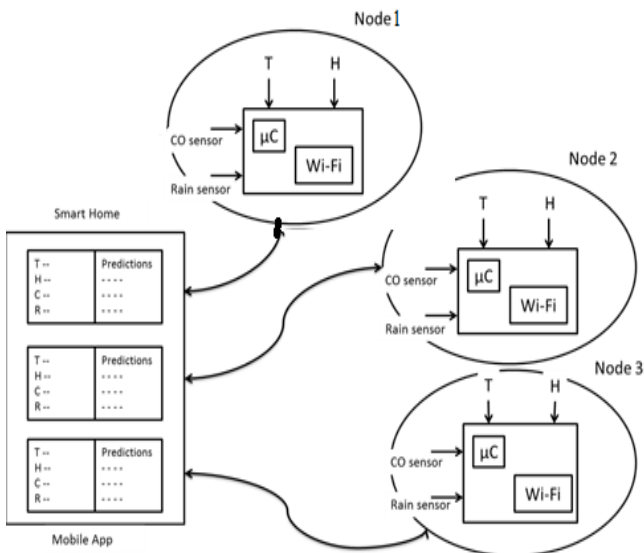 Node 1
T H
CO sensor
µC
Wi-Fi
Rain sensor
Node 2
T H
CO sensor
µC
Wi-Fi
Rain sensor
Node 3
T H
CO sensor
µC
Wi-Fi
Rain sensor
Smart Home
T -- Predictions
H -- - - - -
C -- - - - -
R -- - - - -
T -- Predictions
H -- - - - -
C -- - - - -
R -- - - - -
T -- Predictions
H -- - - - -
C -- - - - -
R -- - - - -
Mobile App